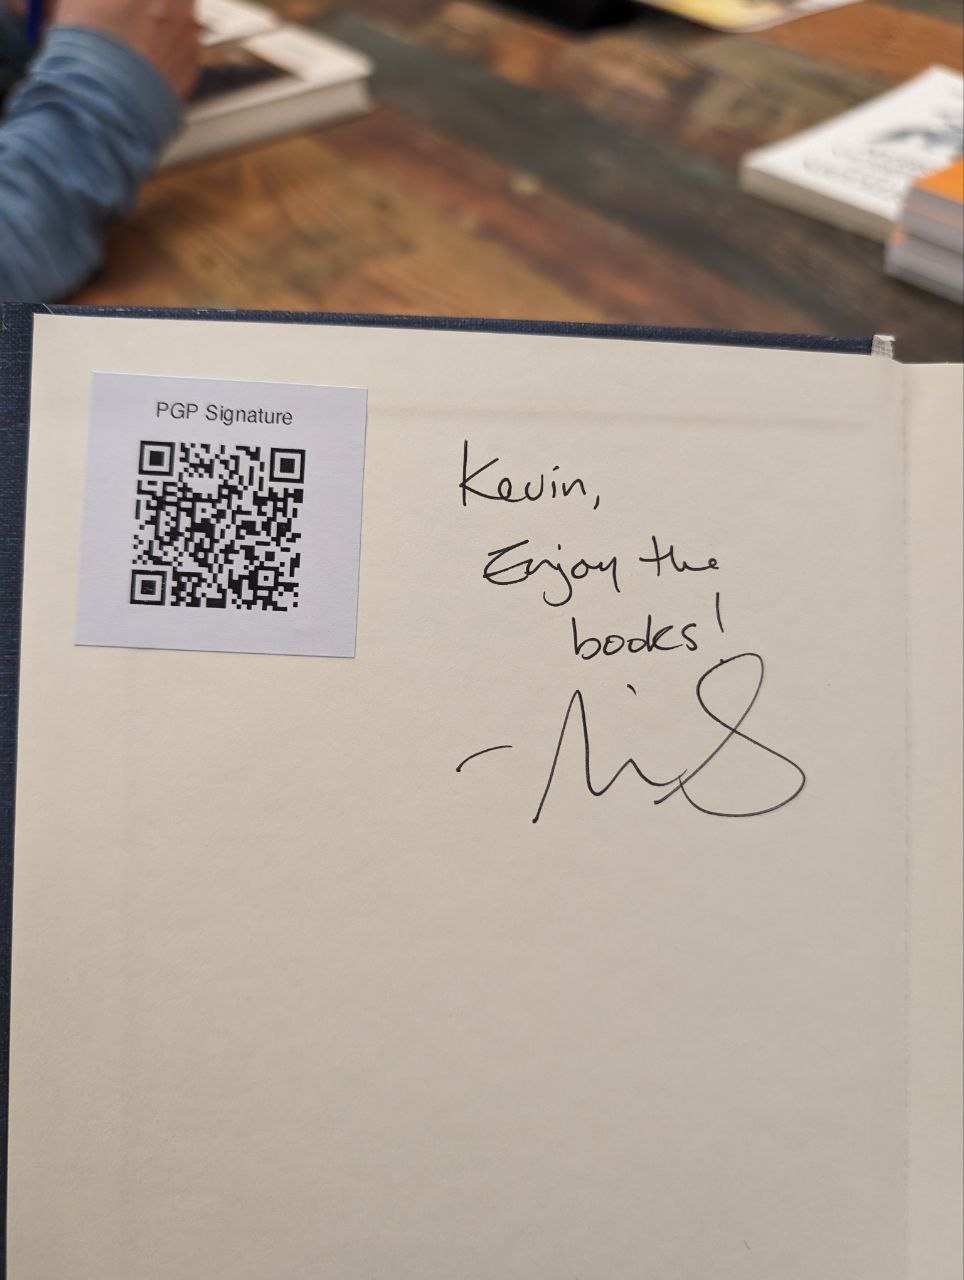 PGP Signature
Kevin,
Enjoy the
books!